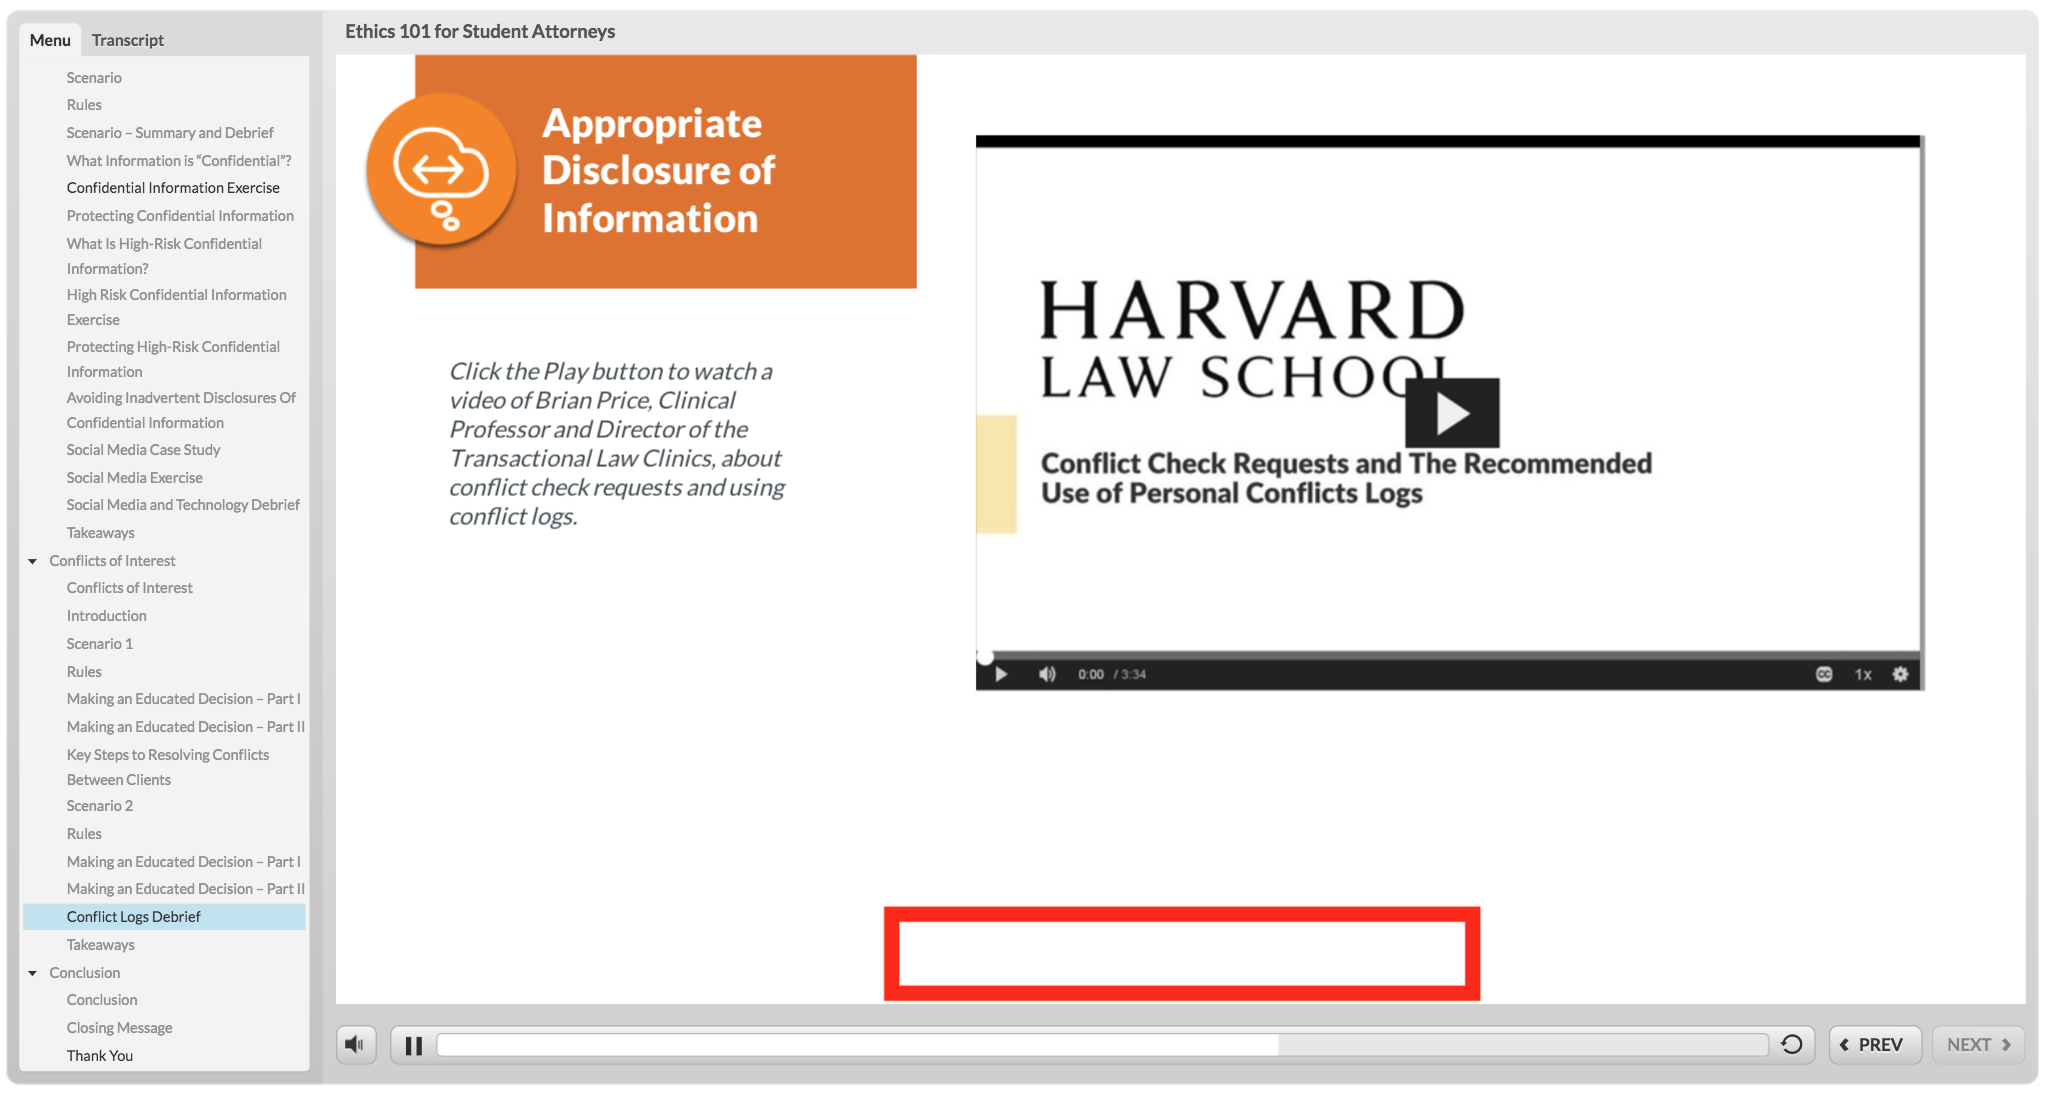 Menu
Transcript
Ethics 101 for Student Attorneys
Scenario
Rules
Scenario – Summary and Debrief
What Information is “Confidential”?
Confidential Information Exercise
Protecting Confidential Information
What Is High-Risk Confidential
Information?
High Risk Confidential Information
Exercise
Protecting High-Risk Confidential
Information
Avoiding Inadvertent Disclosures Of
Confidential Information
Social Media Case Study
Social Media Exercise
Social Media and Technology Debrief
Takeaways
Conflicts of Interest
Conflicts of Interest
Introduction
Scenario 1
Rules
Making an Educated Decision – Part I
Making an Educated Decision – Part II
Key Steps to Resolving Conflicts
Between Clients
Scenario 2
Rules
Making an Educated Decision – Part I
Making an Educated Decision – Part II
Conflict Logs Debrief
Takeaways
Conclusion
Conclusion
Closing Message
Thank You
Appropriate
Disclosure of
Information
Click the Play button to watch a
video of Brian Price, Clinical
Professor and Director of the
Transactional Law Clinics, about
conflict check requests and using
conflict logs.
HARVARD
LAW SCHOOL
Conflict Check Requests and The Recommended
Use of Personal Conflicts Logs
0:00 / 3:34
CC
1x
PREV
NEXT